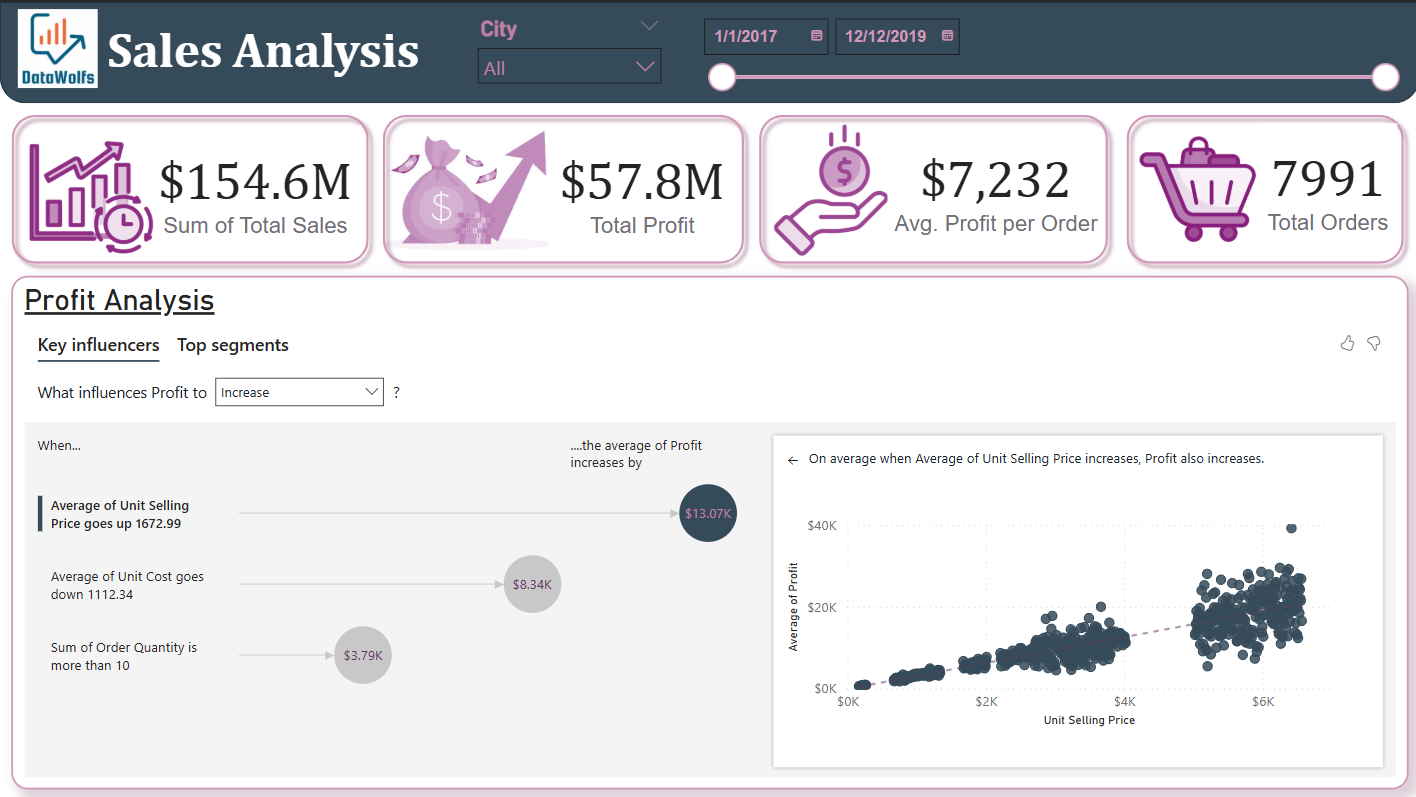 DataWolfs
Sales Analysis
City
All
1/1/2017
12/12/2019
$154.6M
Sum of Total Sales
$
$57.8M
Total Profit
$
$7,232
Avg. Profit per Order
7991
Total Orders
Profit Analysis
Key influencers
Top segments
What influences Profit to
Increase
?
When...
....the average of Profit
increases by
Average of Unit Selling
Price goes up 1672.99
$13.07K
Average of Unit Cost goes
down 1112.34
$8.34K
Sum of Order Quantity is
more than 10
$3.79K
← On average when Average of Unit Selling Price increases, Profit also increases.
$40K
$20K
$0K
Average of Profit
$0K
$2K
$4K
$6K
Unit Selling Price